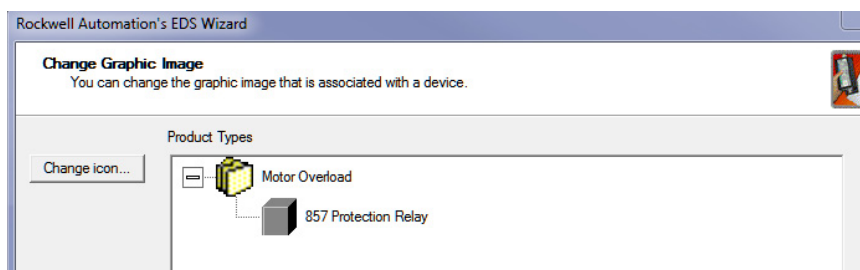 Rockwell Automation's EDS Wizard
Change Graphic Image
You can change the graphic image that is associated with a device.
Product Types
Change icon...
Motor Overload
857 Protection Relay